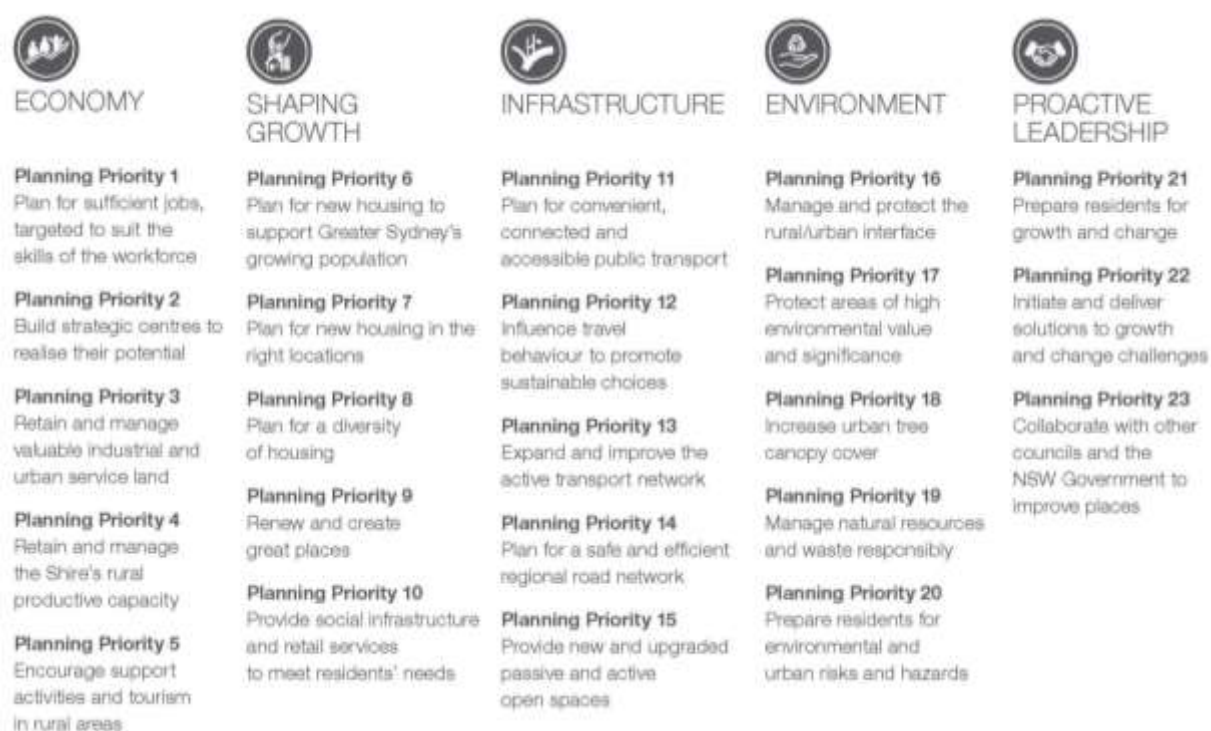 ECONOMY
Planning Priority 1
Plan for sufficient jobs,
targeted to suit the
skills of the workforce
Planning Priority 2
Build strategic centres to
realise their potential
Planning Priority 3
Retain and manage
valuable industrial and
urban service land
Planning Priority 4
Retain and manage
the Shire's rural
productive capacity
Planning Priority 5
Encourage support
activities and tourism
in rural areas
SHAPING
GROWTH
Planning Priority 6
Plan for new housing to
support Greater Sydney's
growing population
Planning Priority 7
Plan for new housing in the
right locations
Planning Priority 8
Plan for a diversity
of housing
Planning Priority 9
Renew and create
great places
Planning Priority 10
Provide social infrastructure
and retail services
to meet residents' needs
INFRASTRUCTURE
Planning Priority 11
Plan for convenient,
connected and
accessible public transport
Planning Priority 12
Influence travel
behaviour to promote
sustainable choices
Planning Priority 13
Expand and improve the
active transport network
Planning Priority 14
Plan for a safe and efficient
regional road network
Planning Priority 15
Provide new and upgraded
passive and active
open spaces
ENVIRONMENT
Planning Priority 16
Manage and protect the
rural/urban interface
Planning Priority 17
Protect areas of high
environmental value
and significance
Planning Priority 18
Increase urban tree
canopy cover
Planning Priority 19
Manage natural resources
and waste responsibly
Planning Priority 20
Prepare residents for
environmental and
urban risks and hazards
PROACTIVE
LEADERSHIP
Planning Priority 21
Prepare residents for
growth and change
Planning Priority 22
Initiate and deliver
solutions to growth
and change challenges
Planning Priority 23
Collaborate with other
councils and the
NSW Government to
improve places